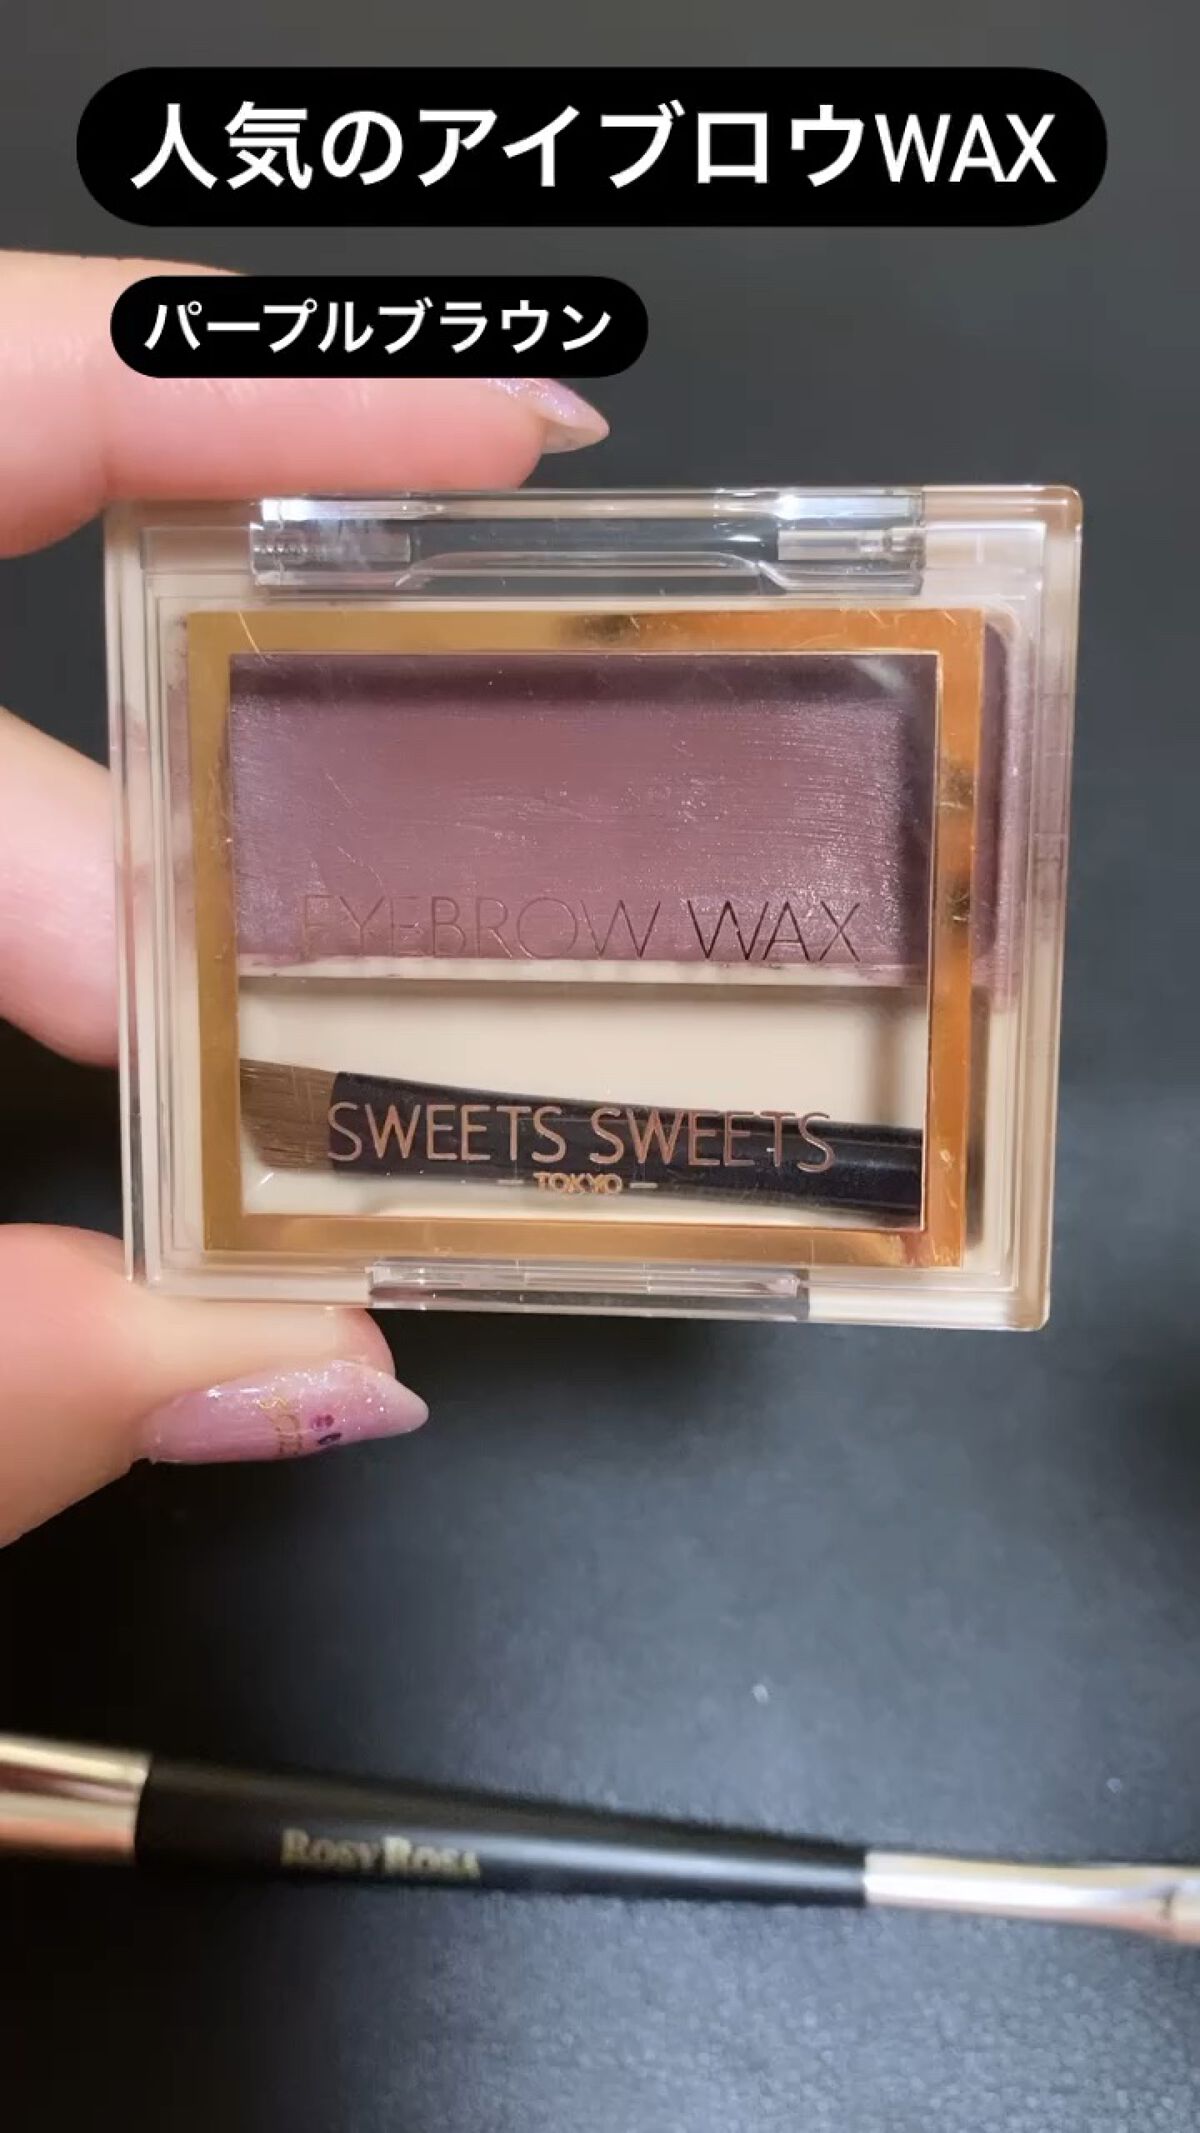 人気のアイブロウWAX
パープルブラウン
EYEBROW WAX
SWEETS SWEETS
TOKYO
ROSY ROSA